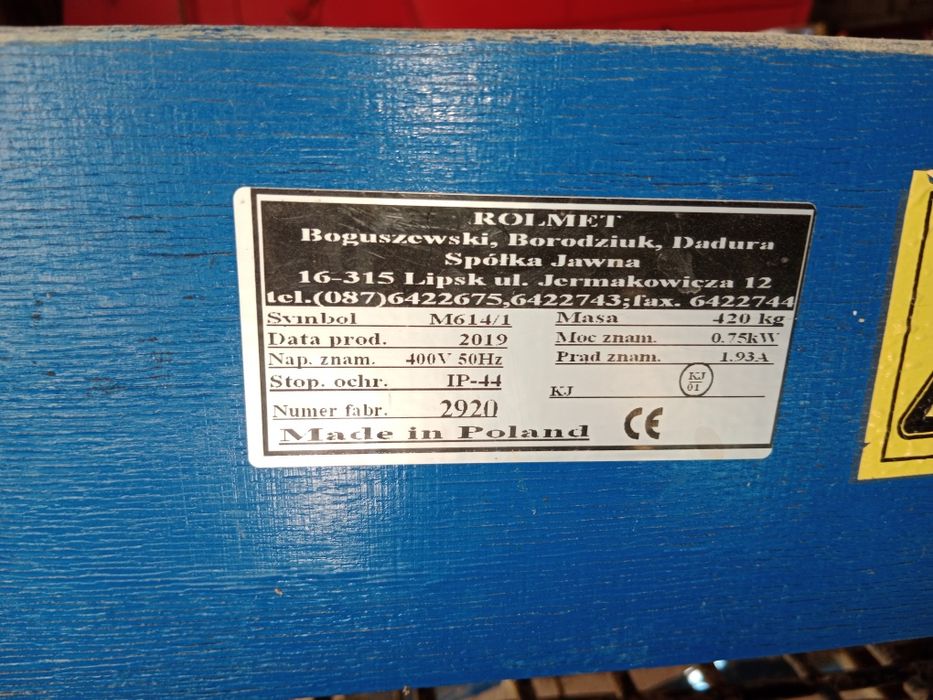 ROLMET
Boguszewski, Borodziuk, Dadura
Spółka Jawna
16-315 Lipsk ul. Jermakowicza 12
tel.(087)6422675,6422743;fax. 6422744
Symbol M614/1
Data prod. 2019
Nap. znam. 400V 50Hz
Stop. ochr. IP-44
Numer fabr. 2920
Masa 420 kg
Moc znam. 0.75kW
Prąd znam. 1.93A
KJ KJ 01
Made in Poland CE